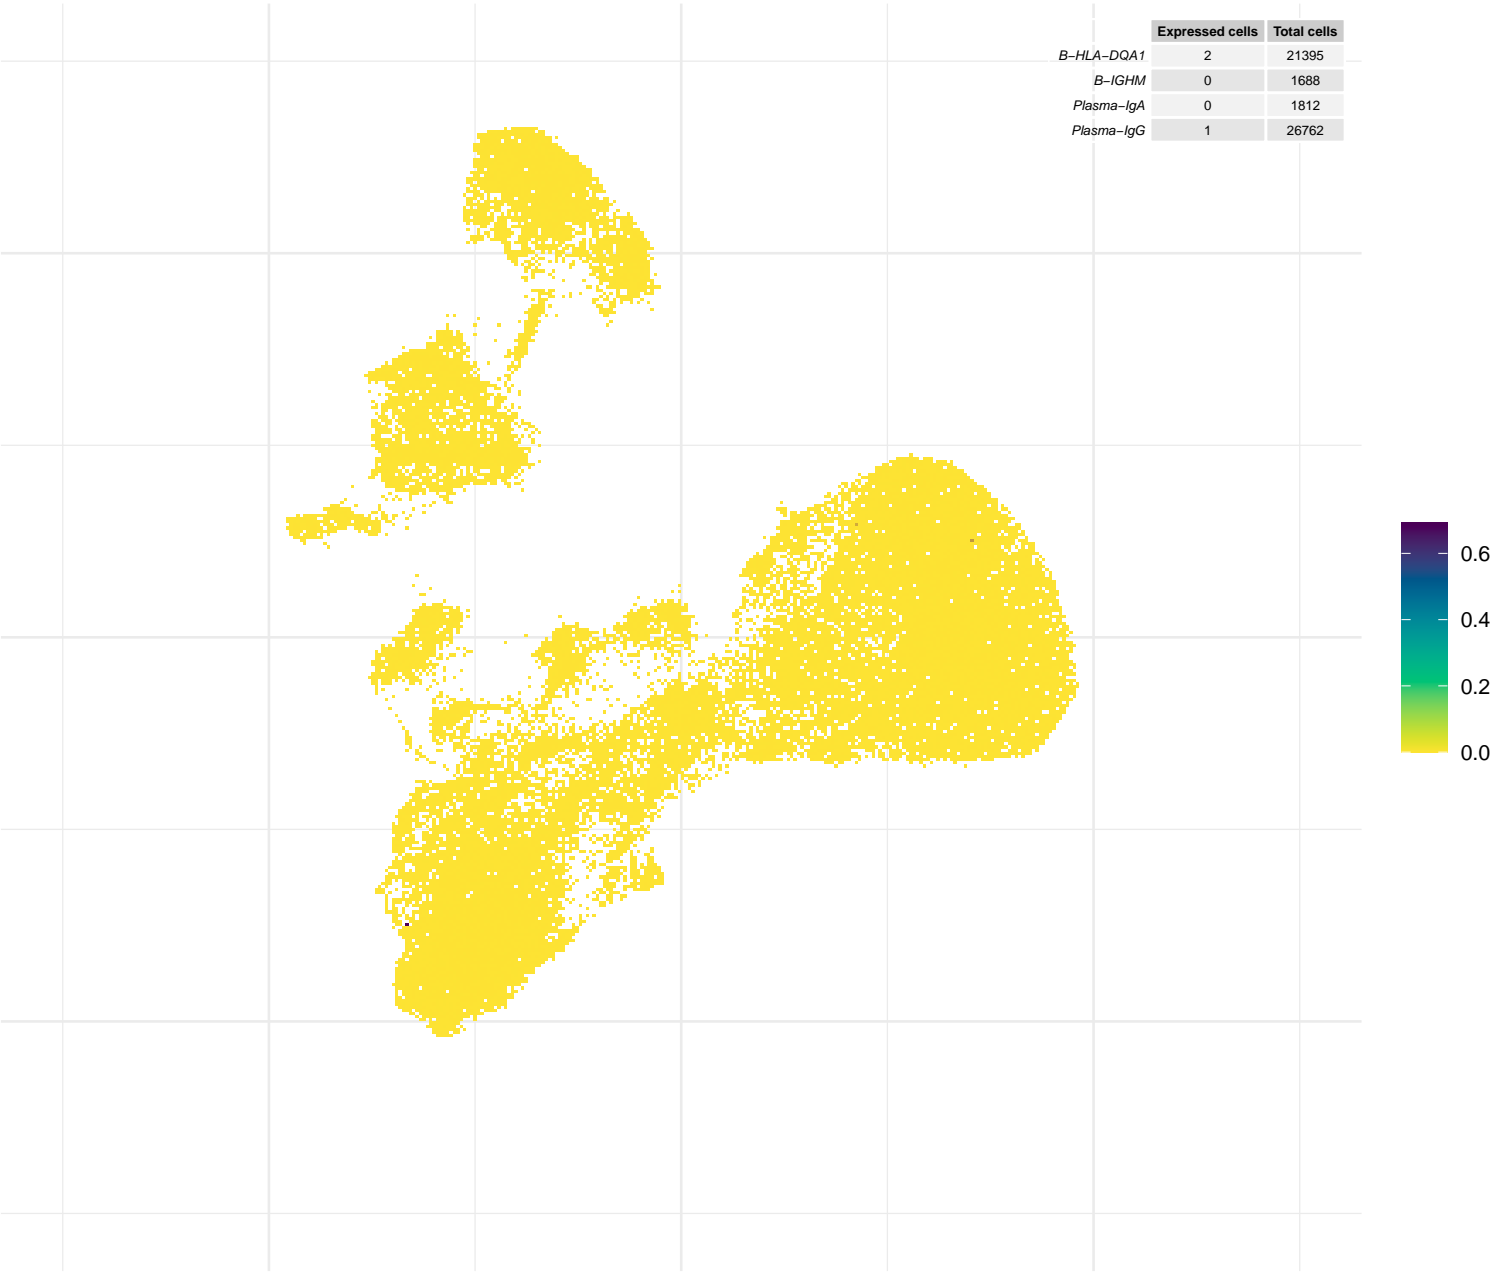 Expressed cells Total cells
B−HLA−DQA1 2 21395
B−IGHM 0 1688
Plasma−IgA 0 1812
Plasma−IgG 1 26762
0.6
0.4
0.2
0.0